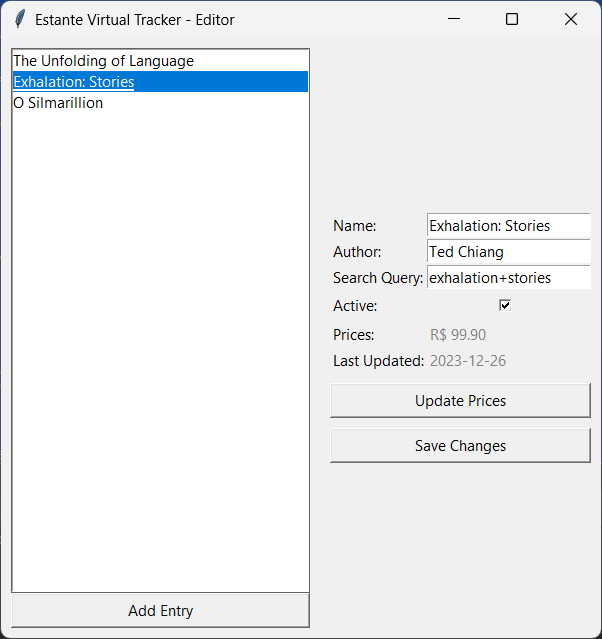 Estante Virtual Tracker - Editor
The Unfolding of Language
Exhalation: Stories
O Silmarillion
Add Entry
Name: Exhalation: Stories
Author: Ted Chiang
Search Query: exhalation+stories
Active:
Prices: R$ 99.90
Last Updated: 2023-12-26
Update Prices
Save Changes